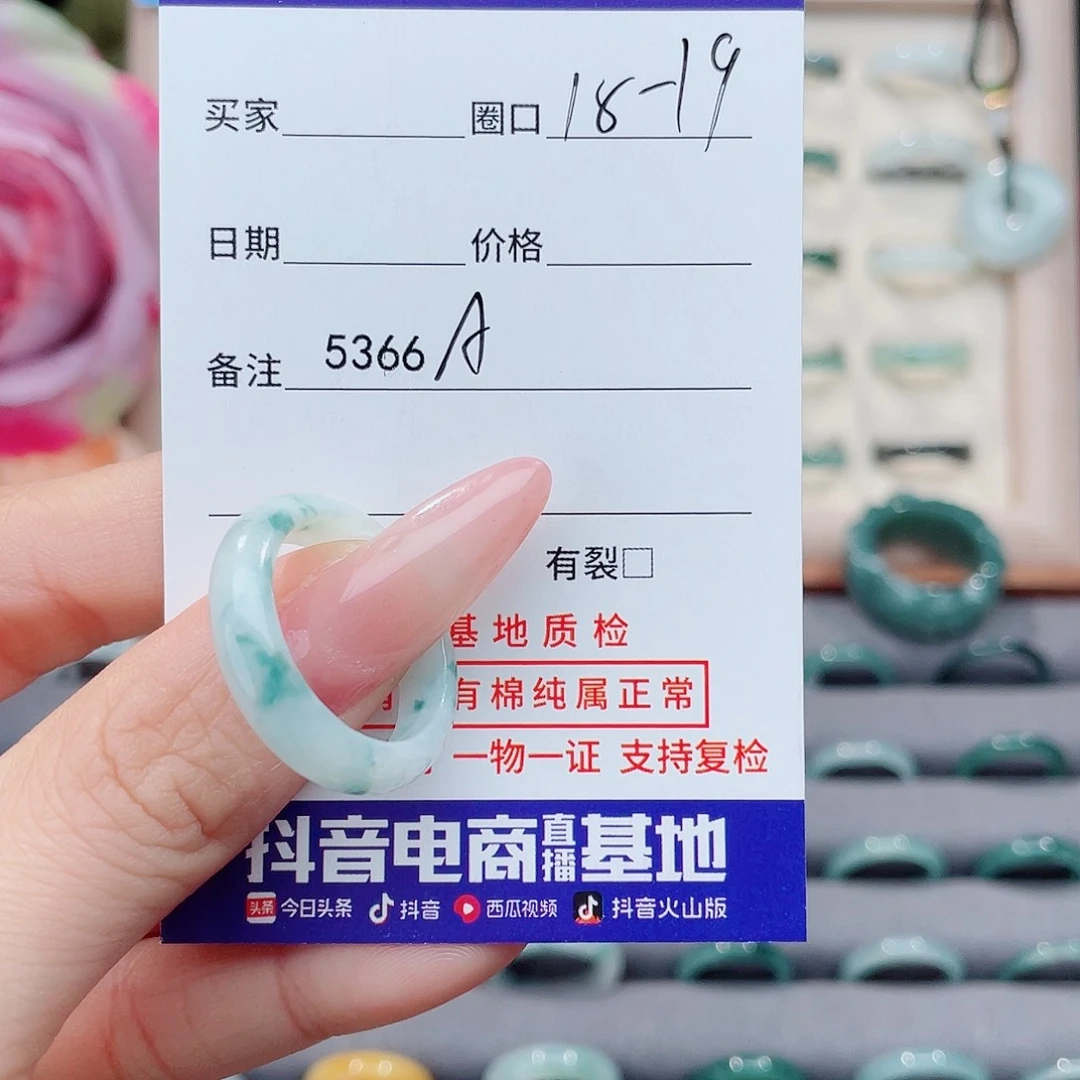 买家 圈口 18-19
日期 价格
备注 5366 A
有裂□
基地质检
有棉纯属正常
一物一证 支持复检
抖音电商直播基地
头条 今日头条 抖音 西瓜视频 抖音火山版